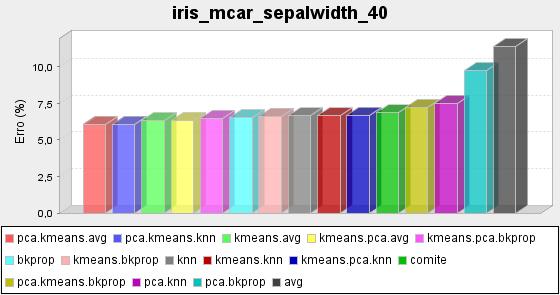 iris_mcar_sepalwidth_40
Erro (%)
10,0
7,5
5,0
2,5
0,0
pca.kmeans.avg pca.kmeans.knn kmeans.avg kmeans.pca.avg kmeans.pca.bkprop
bkprop kmeans.bkprop knn kmeans.knn kmeans.pca.knn comite
pca.kmeans.bkprop pca.knn pca.bkprop avg